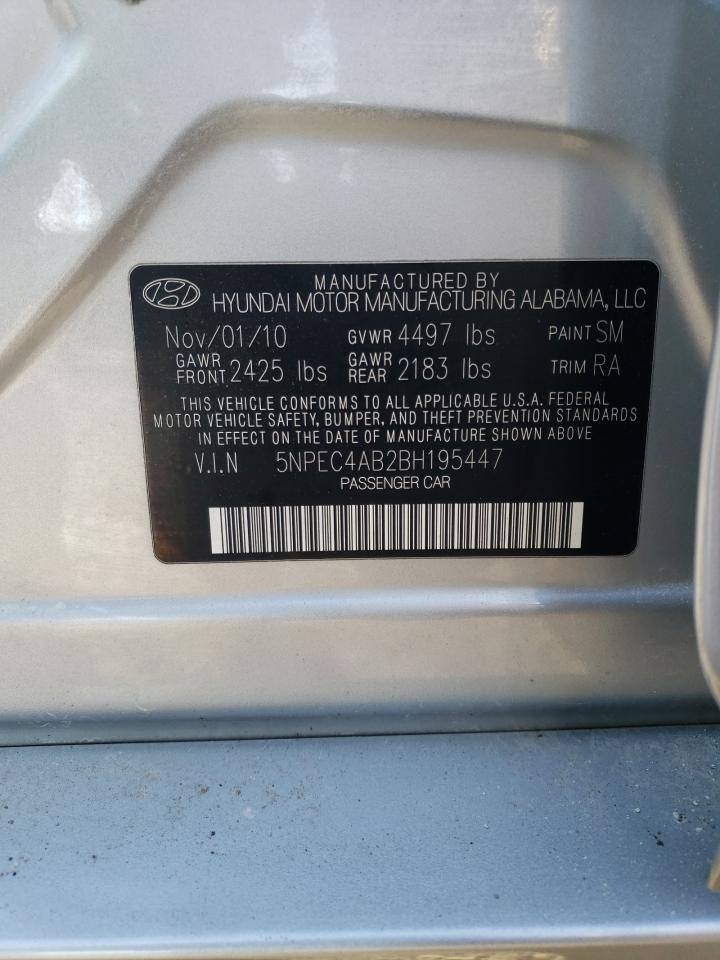 MANUFACTURED BY
HYUNDAI MOTOR MANUFACTURING ALABAMA, LLC
Nov/01/10 GVWR 4497 lbs PAINT SM
GAWR FRONT 2425 lbs GAWR REAR 2183 lbs TRIM RA
THIS VEHICLE CONFORMS TO ALL APPLICABLE U.S.A. FEDERAL
MOTOR VEHICLE SAFETY, BUMPER, AND THEFT PREVENTION STANDARDS
IN EFFECT ON THE DATE OF MANUFACTURE SHOWN ABOVE
V.I.N 5NPEC4AB2BH195447
PASSENGER CAR